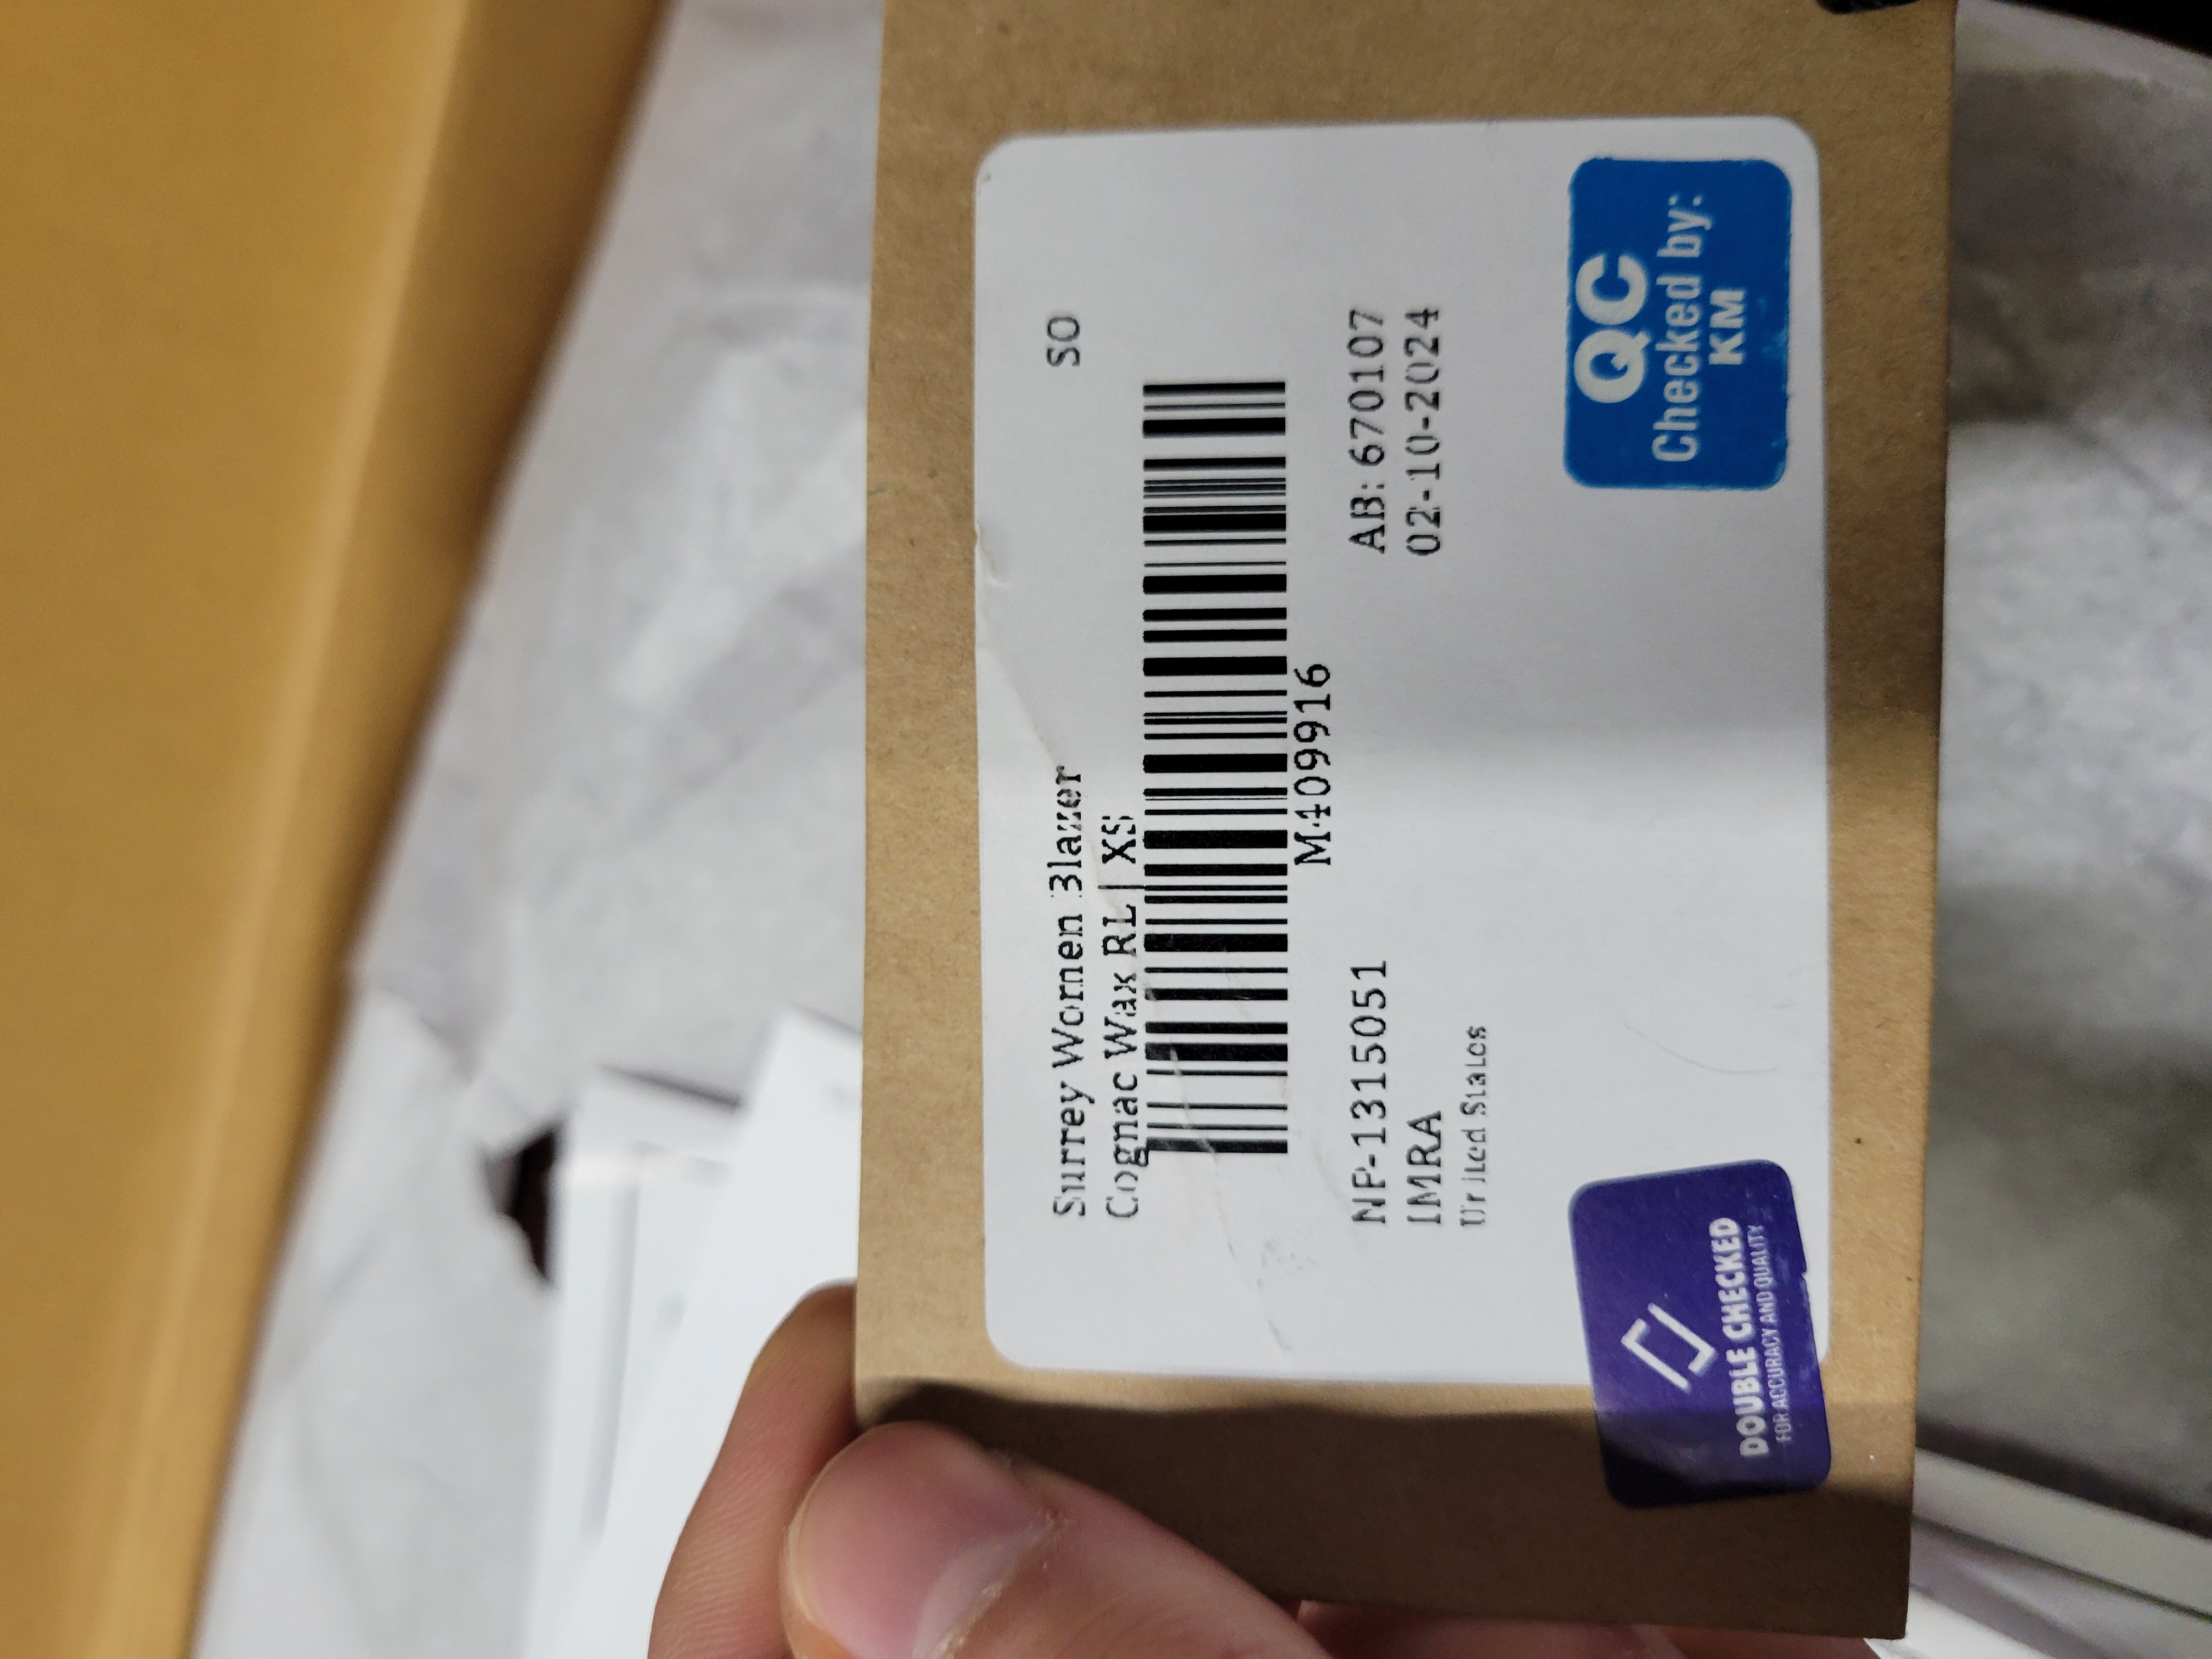 Surrey Women Blazer
SO
Cognac Wax RL | XS
M409916
NF-1315051
AB: 670107
IMRA
02-10-2024
United States
DOUBLE CHECKED
FOR ACCURACY AND QUALITY
QC
Checked by:
KM